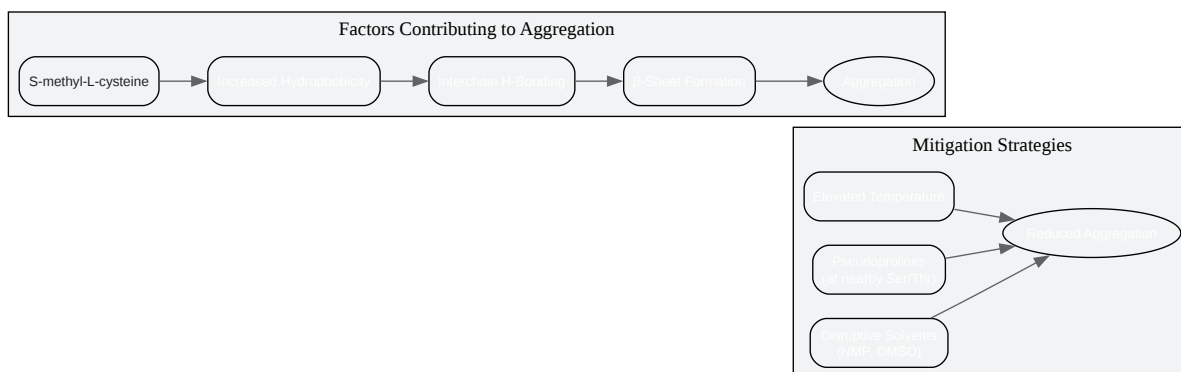 Factors Contributing to Aggregation
S-methyl-L-cysteine
Increased Hydrophobicity
Interchain H-Bonding
β-Sheet Formation
Aggregation
Mitigation Strategies
Elevated Temperature
Reduced Aggregation
Pseudoprolines
(at nearby Ser/Thr)
Disruptive Solvents
(NMP, DMSO)